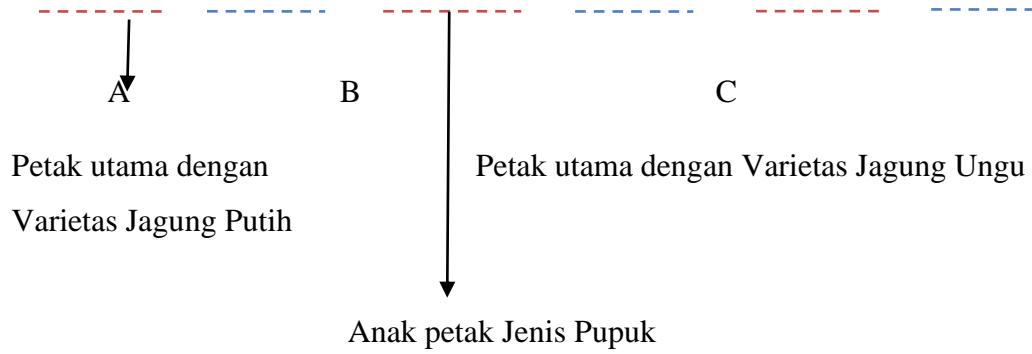 A B C
Petak utama dengan
Varietas Jagung Putih
Petak utama dengan Varietas Jagung Ungu
Anak petak Jenis Pupuk